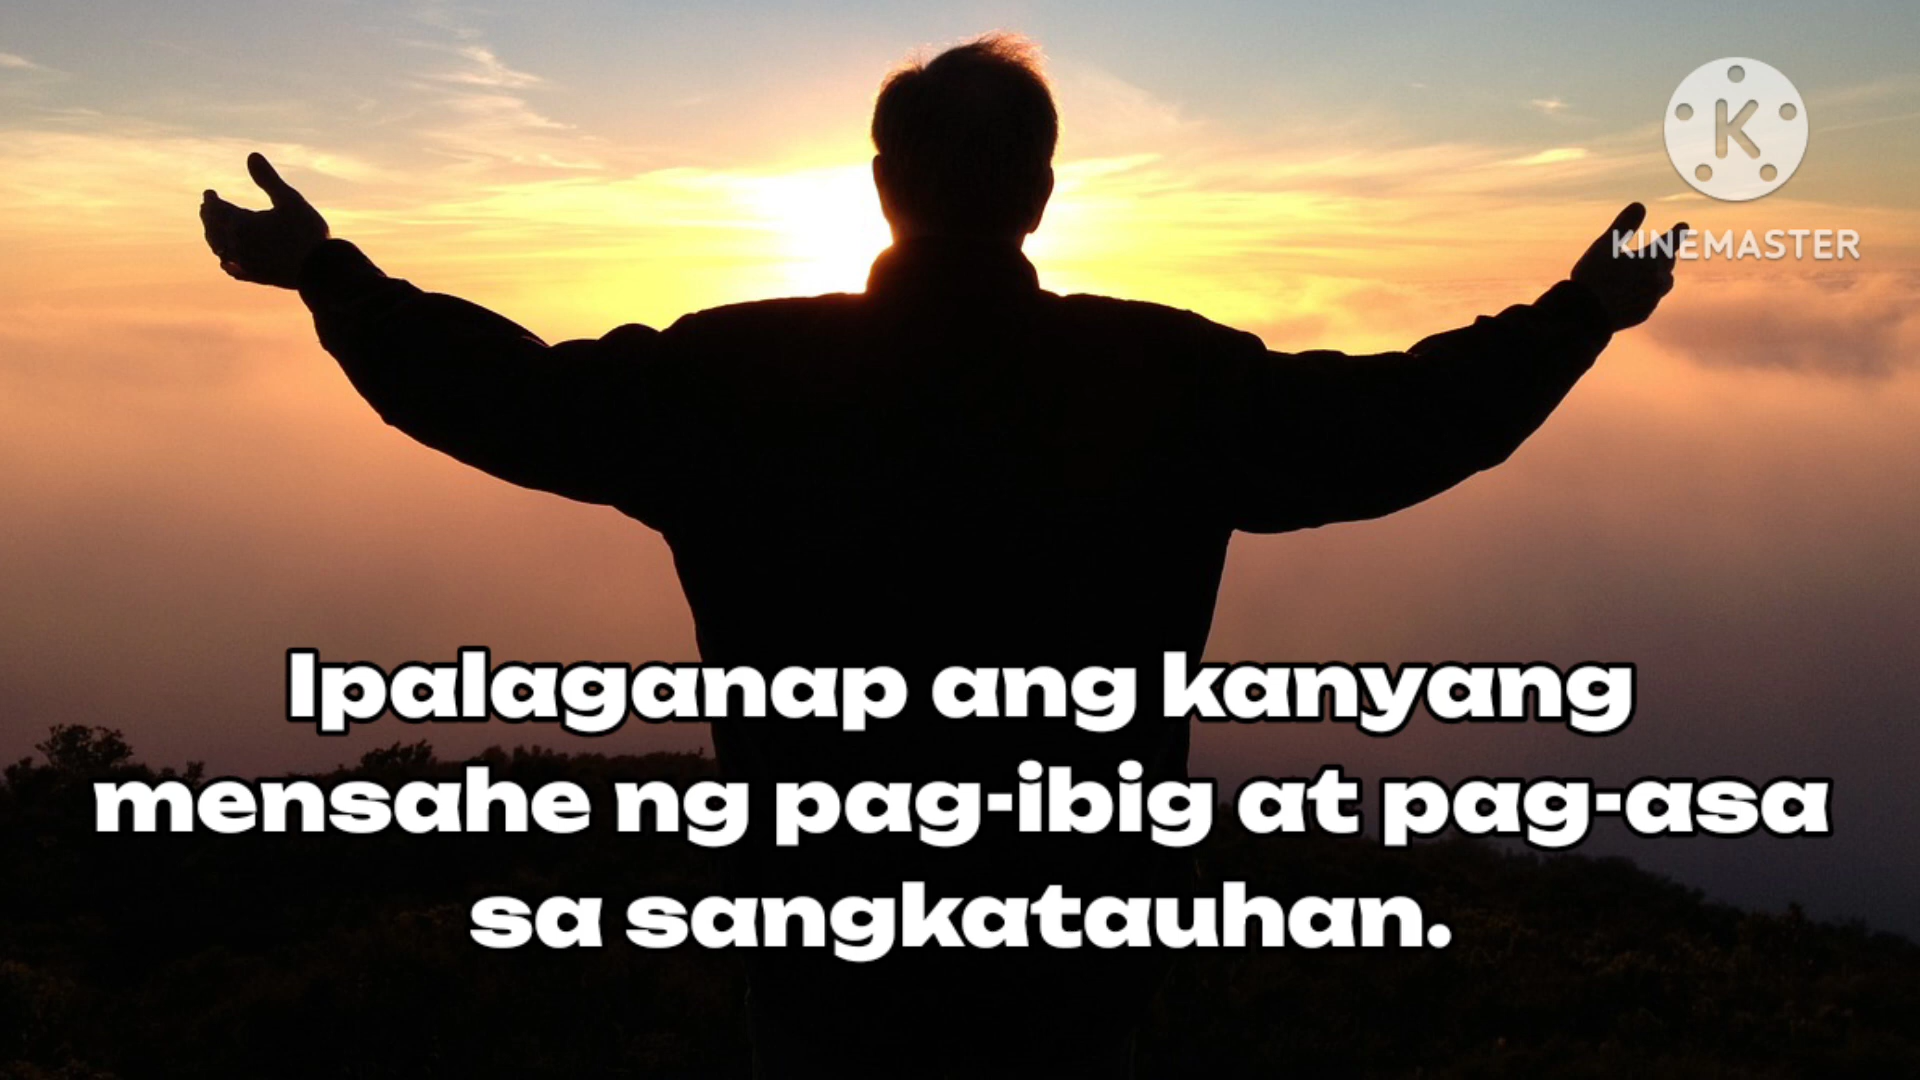 K
KINEMASTER
Ipalaganap ang kanyang
mensahe ng pag-ibig at pag-asa
sa sangkatauhan.